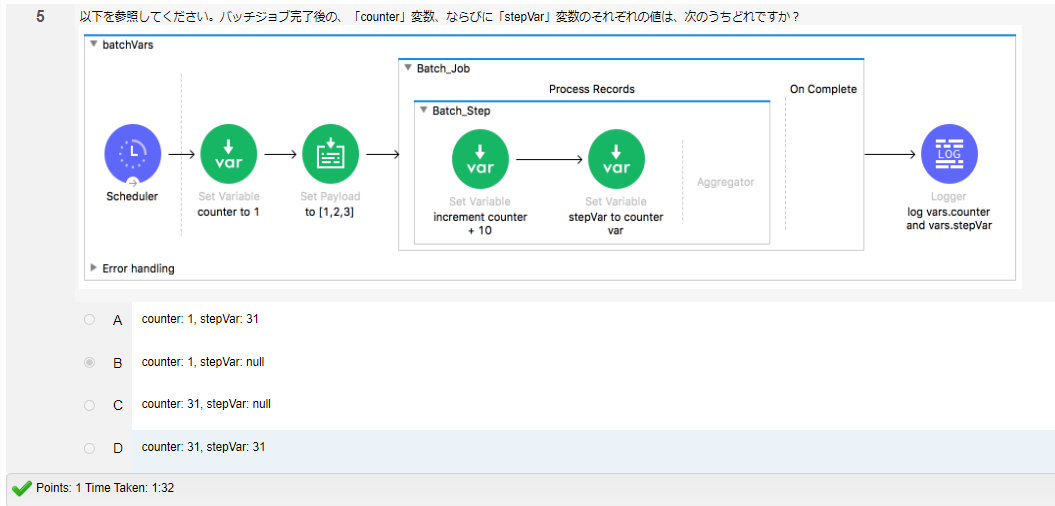 5
以下を参照してください。バッチジョブ完了後の、「counter」変数、ならびに「stepVar」変数のそれぞれの値は、次のうちどれですか？
batchVars
Batch_Job
Process Records
On Complete
Batch_Step
Scheduler
var
Set Variable
counter to 1
Set Payload
to [1,2,3]
var
Set Variable
increment counter
+ 10
var
Set Variable
stepVar to counter
var
Aggregator
LOG
Logger
log vars.counter
and vars.stepVar
Error handling
A counter: 1, stepVar: 31
B counter: 1, stepVar: null
C counter: 31, stepVar: null
D counter: 31, stepVar: 31
Points: 1 Time Taken: 1:32